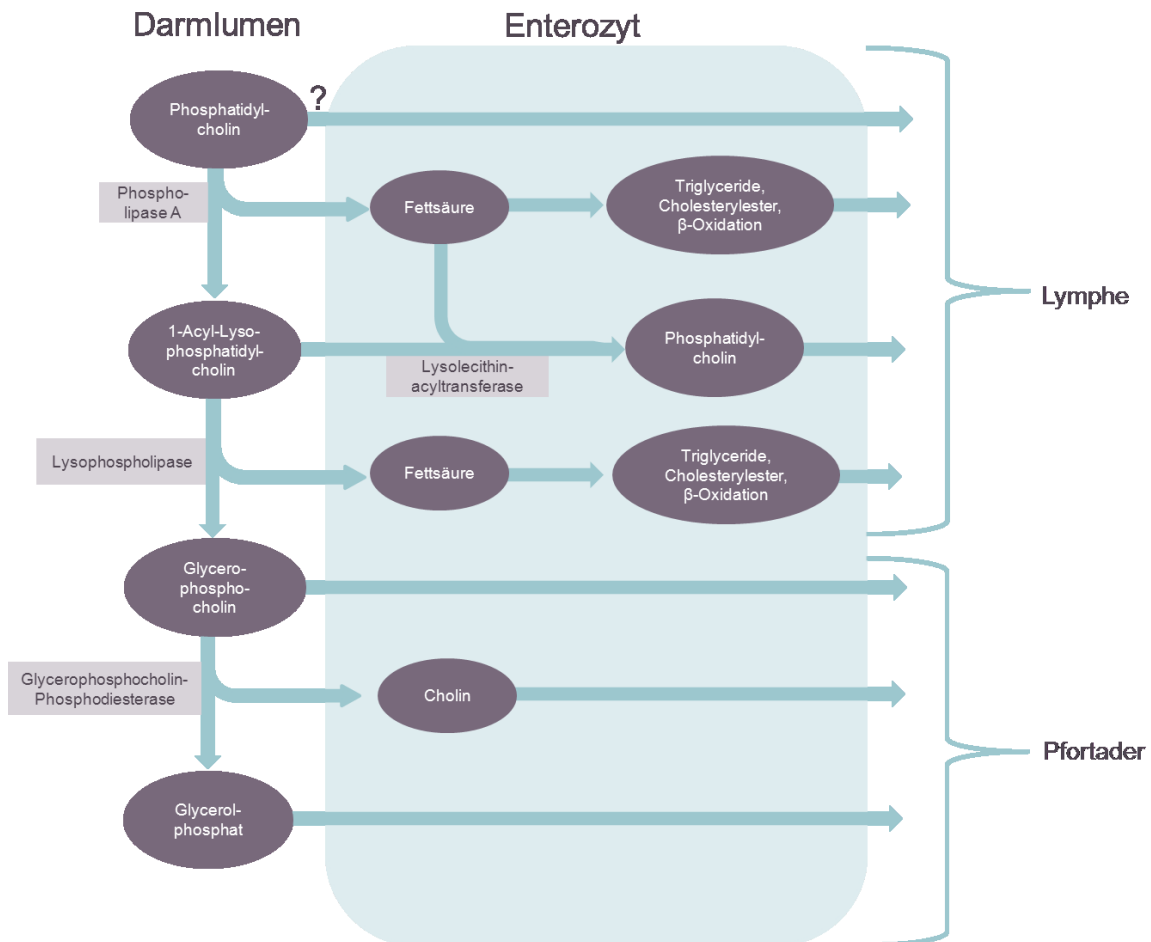 Darmlumen
Enterozyt
?
Phosphatidyl-
cholin
Phospho-
lipase A
Fettsäure
Triglyceride,
Cholesterylester,
β-Oxidation
Lymphe
1-Acyl-Lyso-
phosphatidyl-
cholin
Phosphatidyl-
cholin
Lysolecithin-
acyltransferase
Lysophospholipase
Fettsäure
Triglyceride,
Cholesterylester,
β-Oxidation
Glycero-
phospho-
cholin
Glycerophosphocholin-
Phosphodiesterase
Cholin
Pfortader
Glycerol-
phosphat